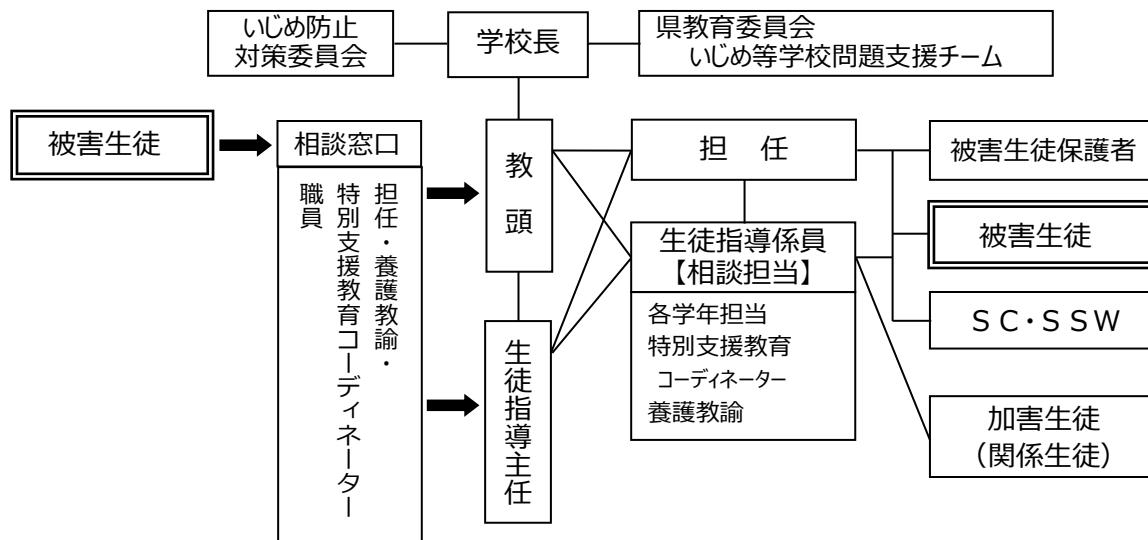 いじめ防止
対策委員会
学校長
県教育委員会
いじめ等学校問題支援チーム
被害生徒
相談窓口
担任・養護教諭・
特別支援教育コーディネーター
職員
教頭
生徒指導主任
担　任
生徒指導係員
【相談担当】
各学年担当
特別支援教育
コーディネーター
養護教諭
被害生徒保護者
被害生徒
ＳＣ・ＳＳＷ
加害生徒
（関係生徒）